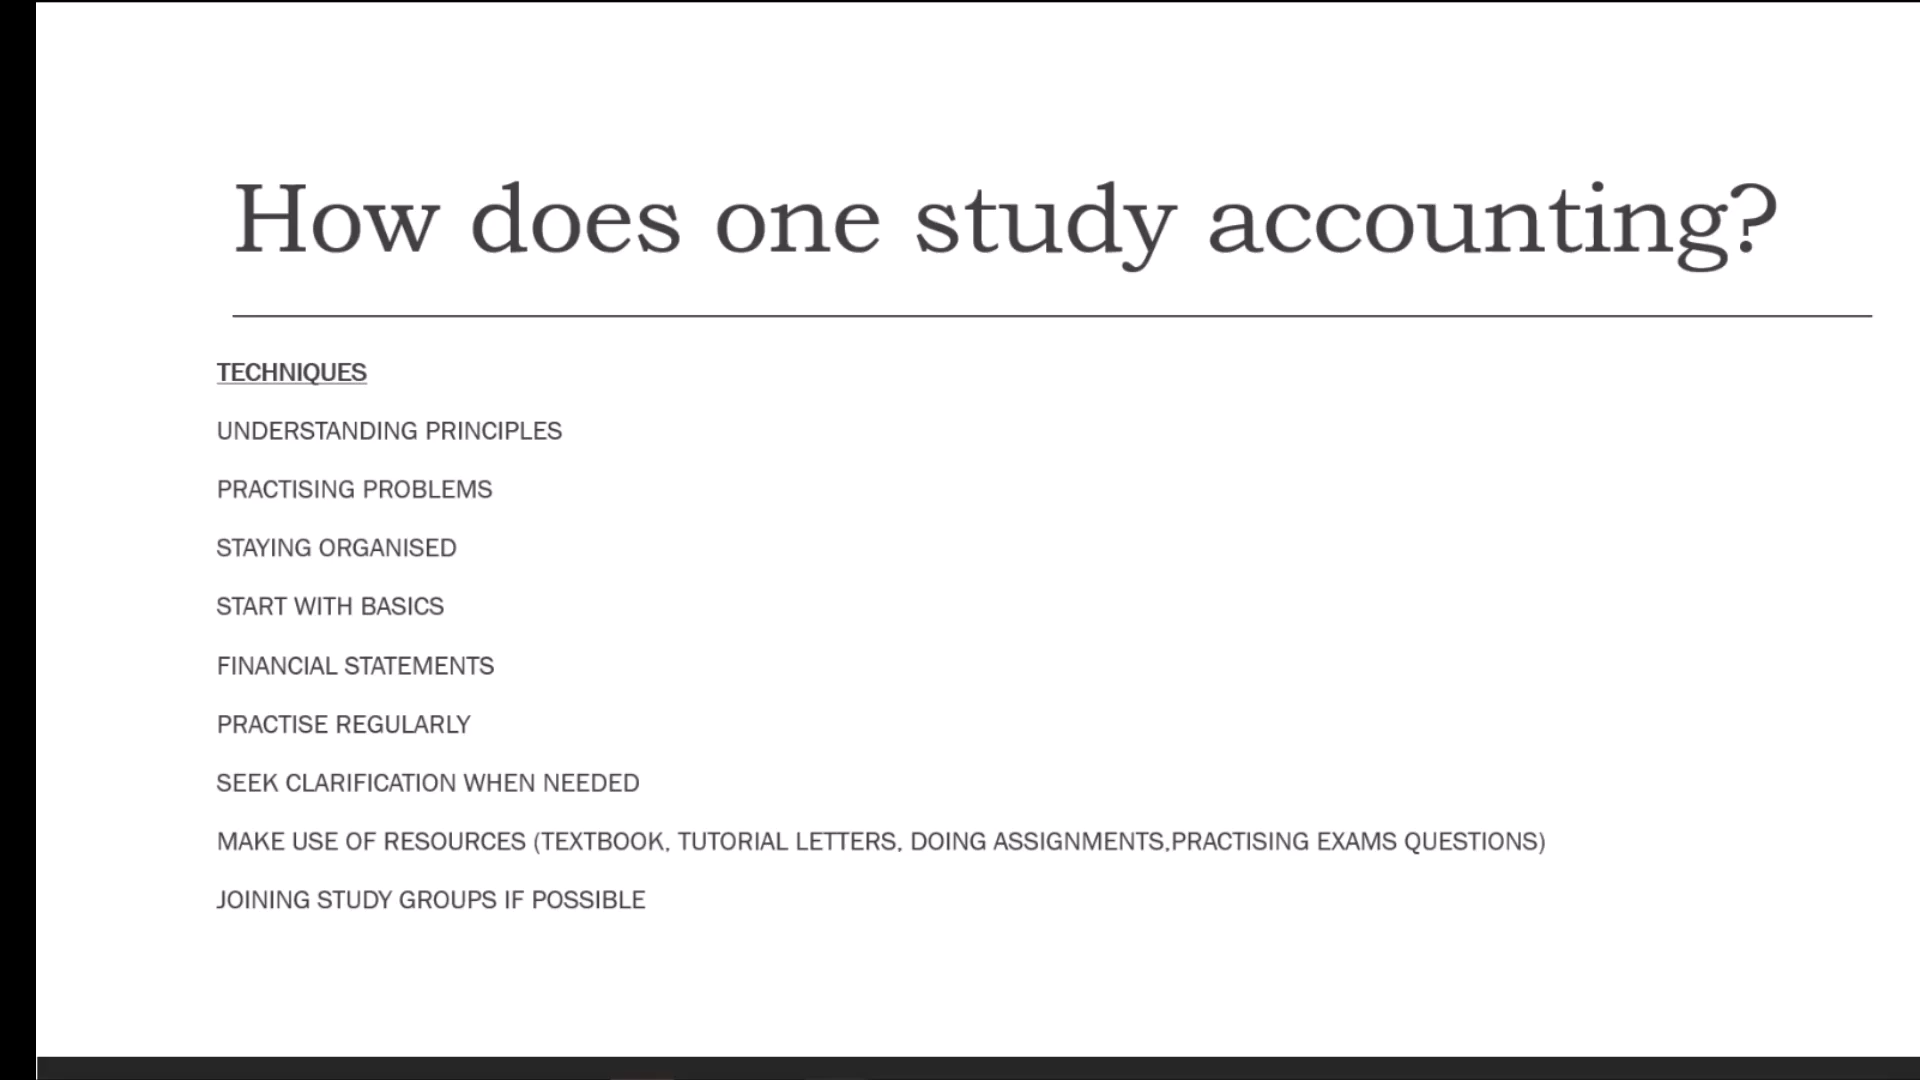 How does one study accounting?
TECHNIQUES
UNDERSTANDING PRINCIPLES
PRACTISING PROBLEMS
STAYING ORGANISED
START WITH BASICS
FINANCIAL STATEMENTS
PRACTISE REGULARLY
SEEK CLARIFICATION WHEN NEEDED
MAKE USE OF RESOURCES (TEXTBOOK, TUTORIAL LETTERS, DOING ASSIGNMENTS,PRACTISING EXAMS QUESTIONS)
JOINING STUDY GROUPS IF POSSIBLE